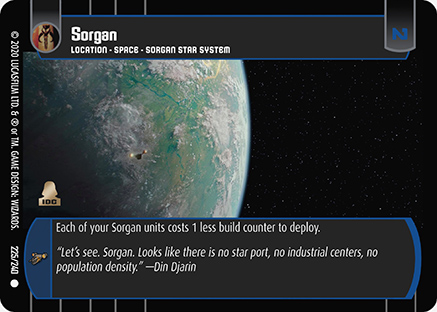 Sorgan
LOCATION - SPACE - SORGAN STAR SYSTEM
N
IDC
Each of your Sorgan units costs 1 less build counter to deploy.
“Let’s see. Sorgan. Looks like there is no star port, no industrial centers, no
population density.” —Din Djarin
© 2020 LUCASFILM LTD. & ® or TM. GAME DESIGN: WIZARDS. 225/240